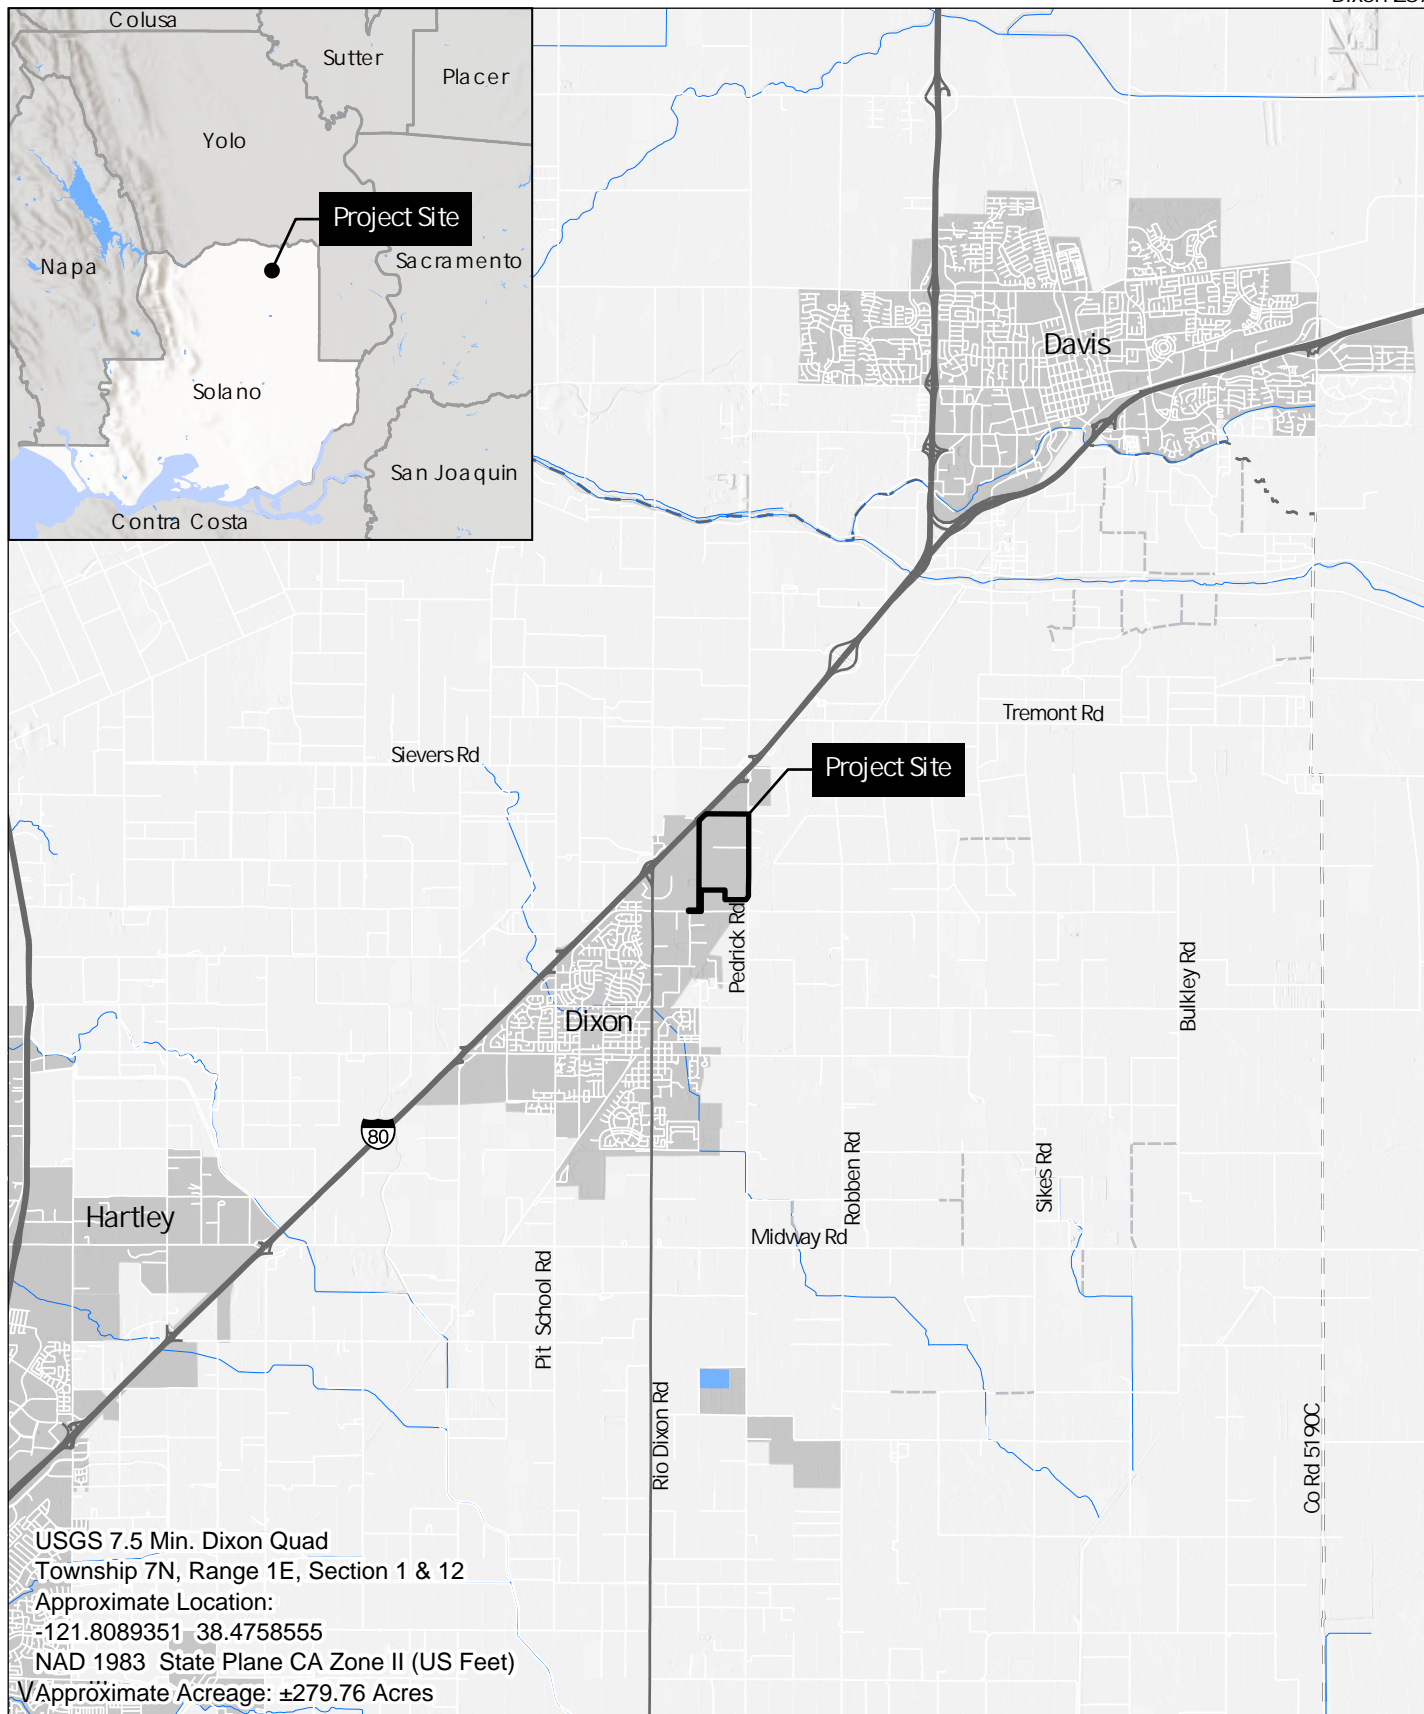 Colusa
Sutter
Placer
Yolo
Project Site
Napa
Sacramento
Solano
San Joaquin
Contra Costa
Davis
Tremont Rd
Sievers Rd
Project Site
Pedrick Rd
Bulkley Rd
Dixon
80
Robben Rd
Sikes Rd
Hartley
Midway Rd
Pit School Rd
Rio Dixon Rd
Co Rd 519OC
USGS 7.5 Min. Dixon Quad
Township 7N, Range 1E, Section 1 & 12
Approximate Location:
-121.8089351 38.4758555
NAD 1983 State Plane CA Zone II (US Feet)
Approximate Acreage: ±279.76 Acres